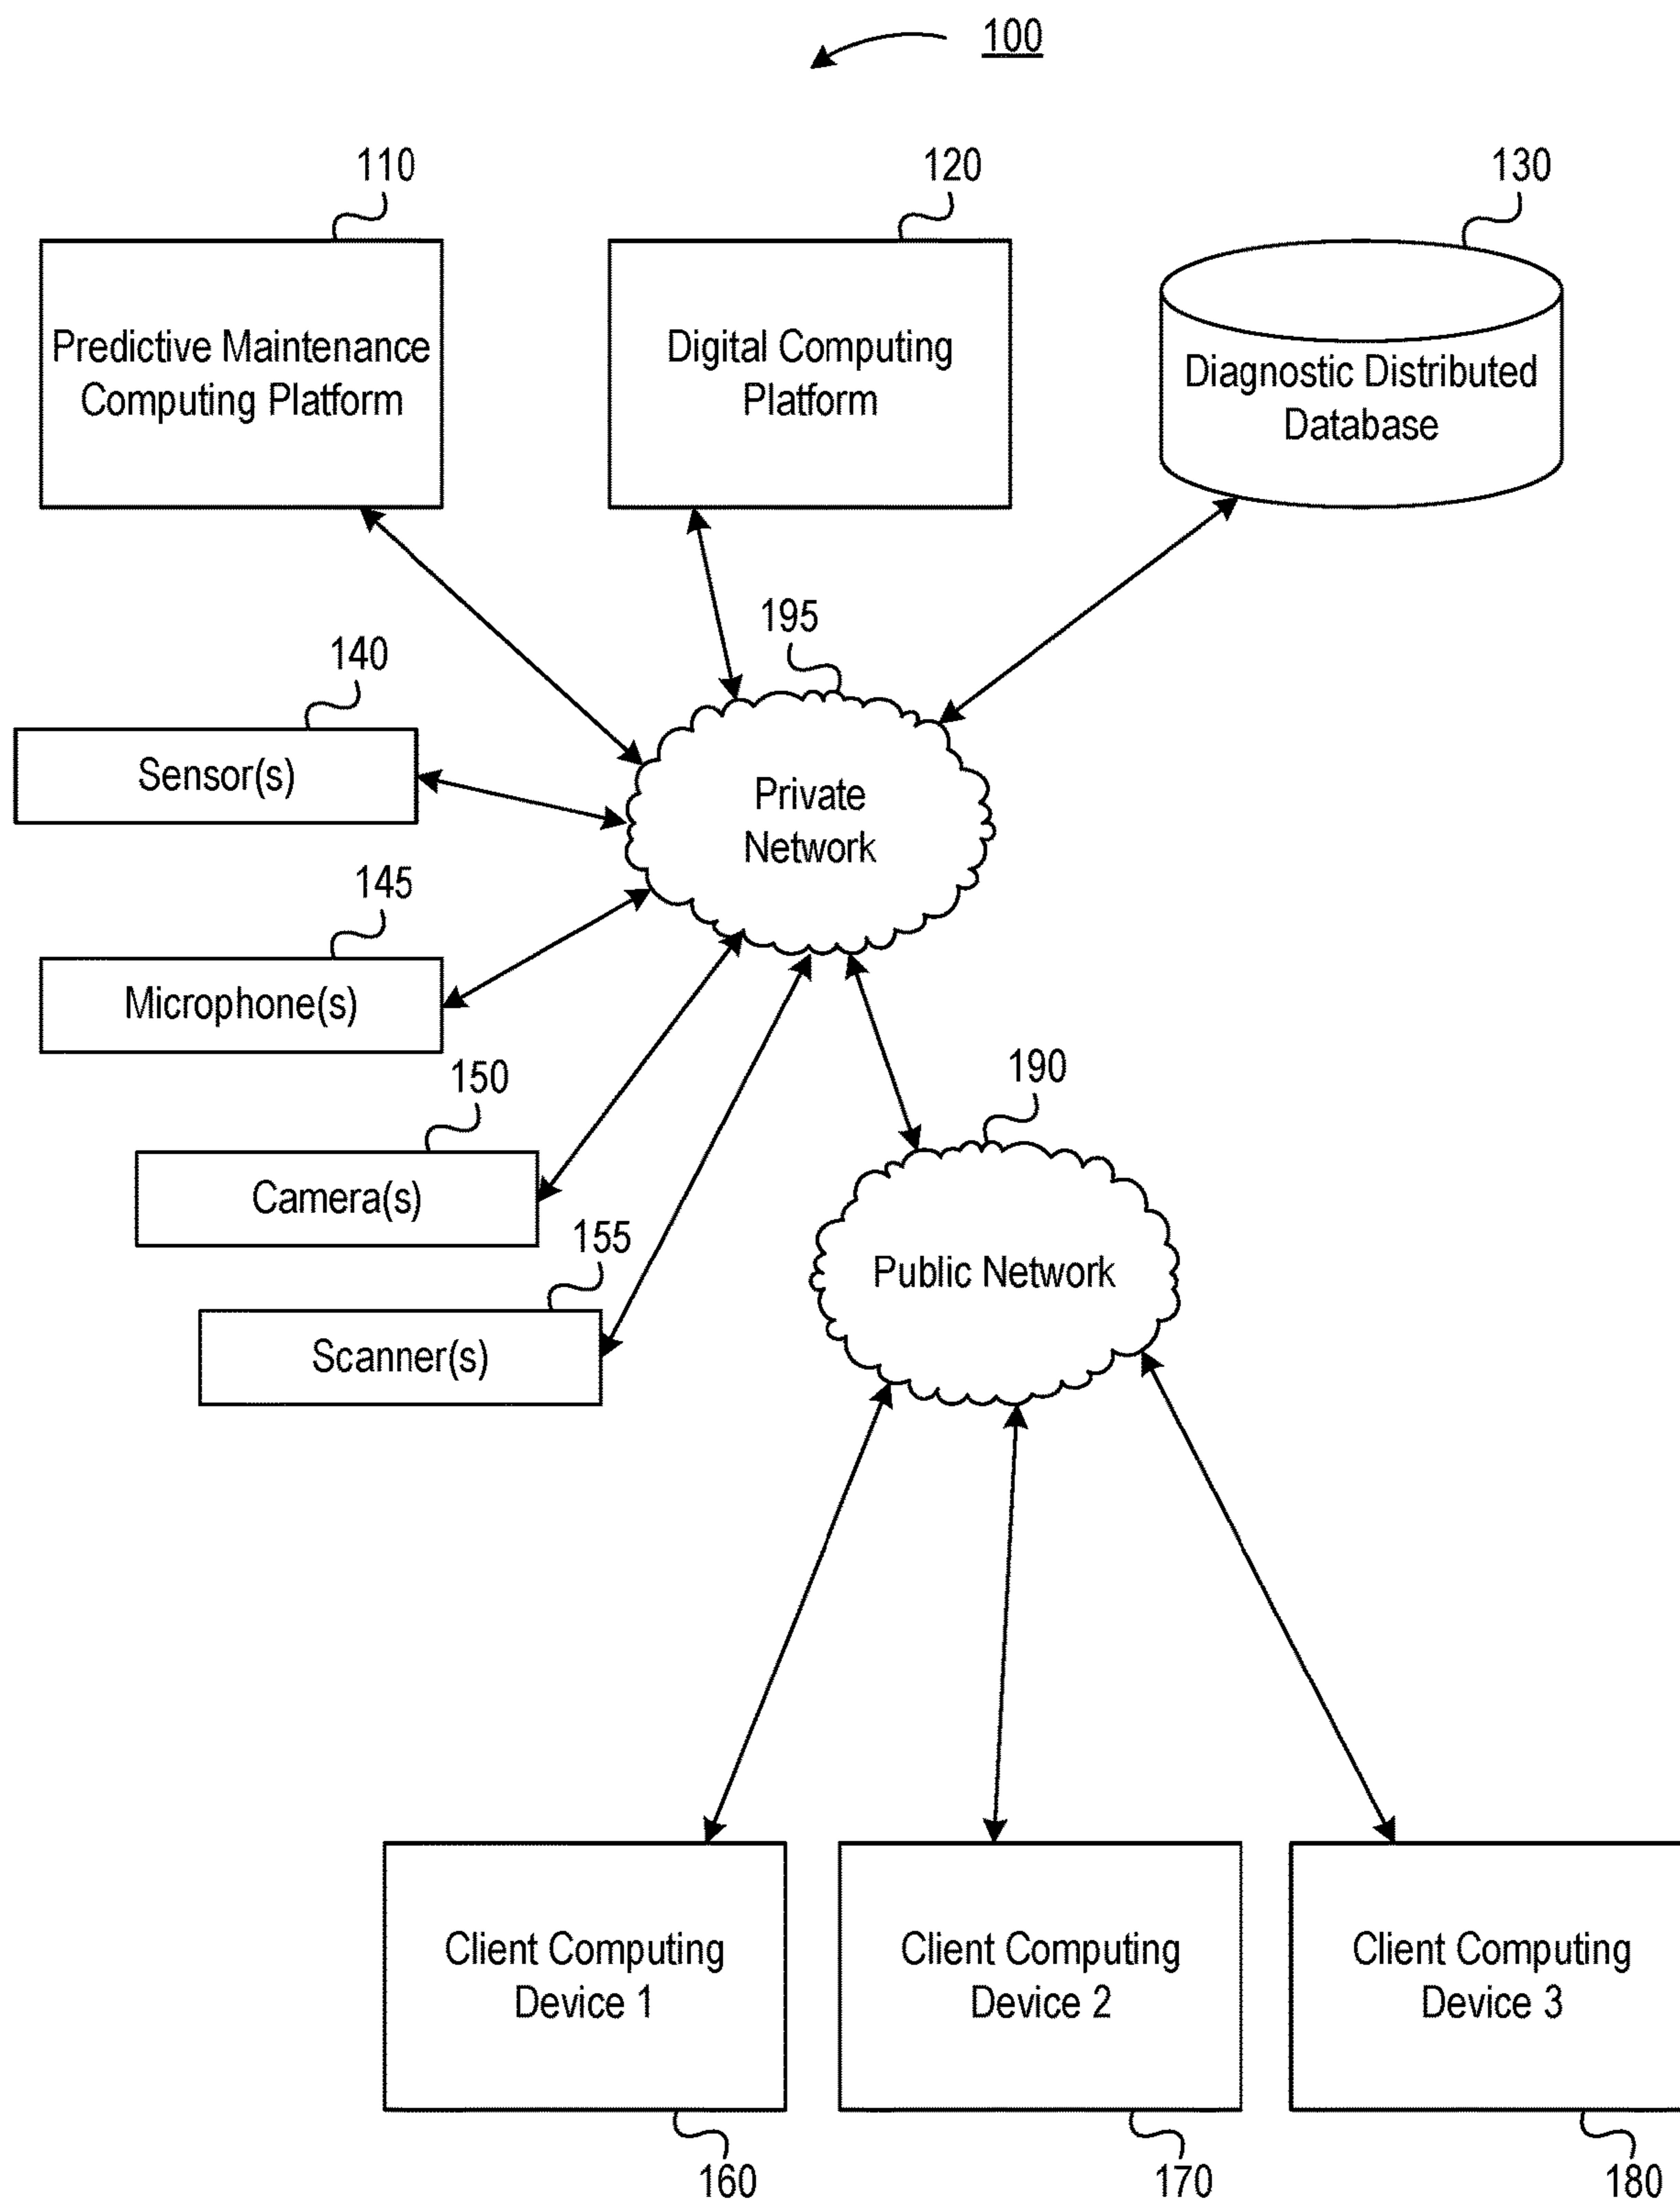 100
110
120
130
Predictive Maintenance
Computing Platform
Digital Computing
Platform
Diagnostic Distributed
Database
195
140
Sensor(s)
Private
Network
145
Microphone(s)
150
190
Camera(s)
155
Public Network
Scanner(s)
Client Computing
Device 1
Client Computing
Device 2
Client Computing
Device 3
160
170
180